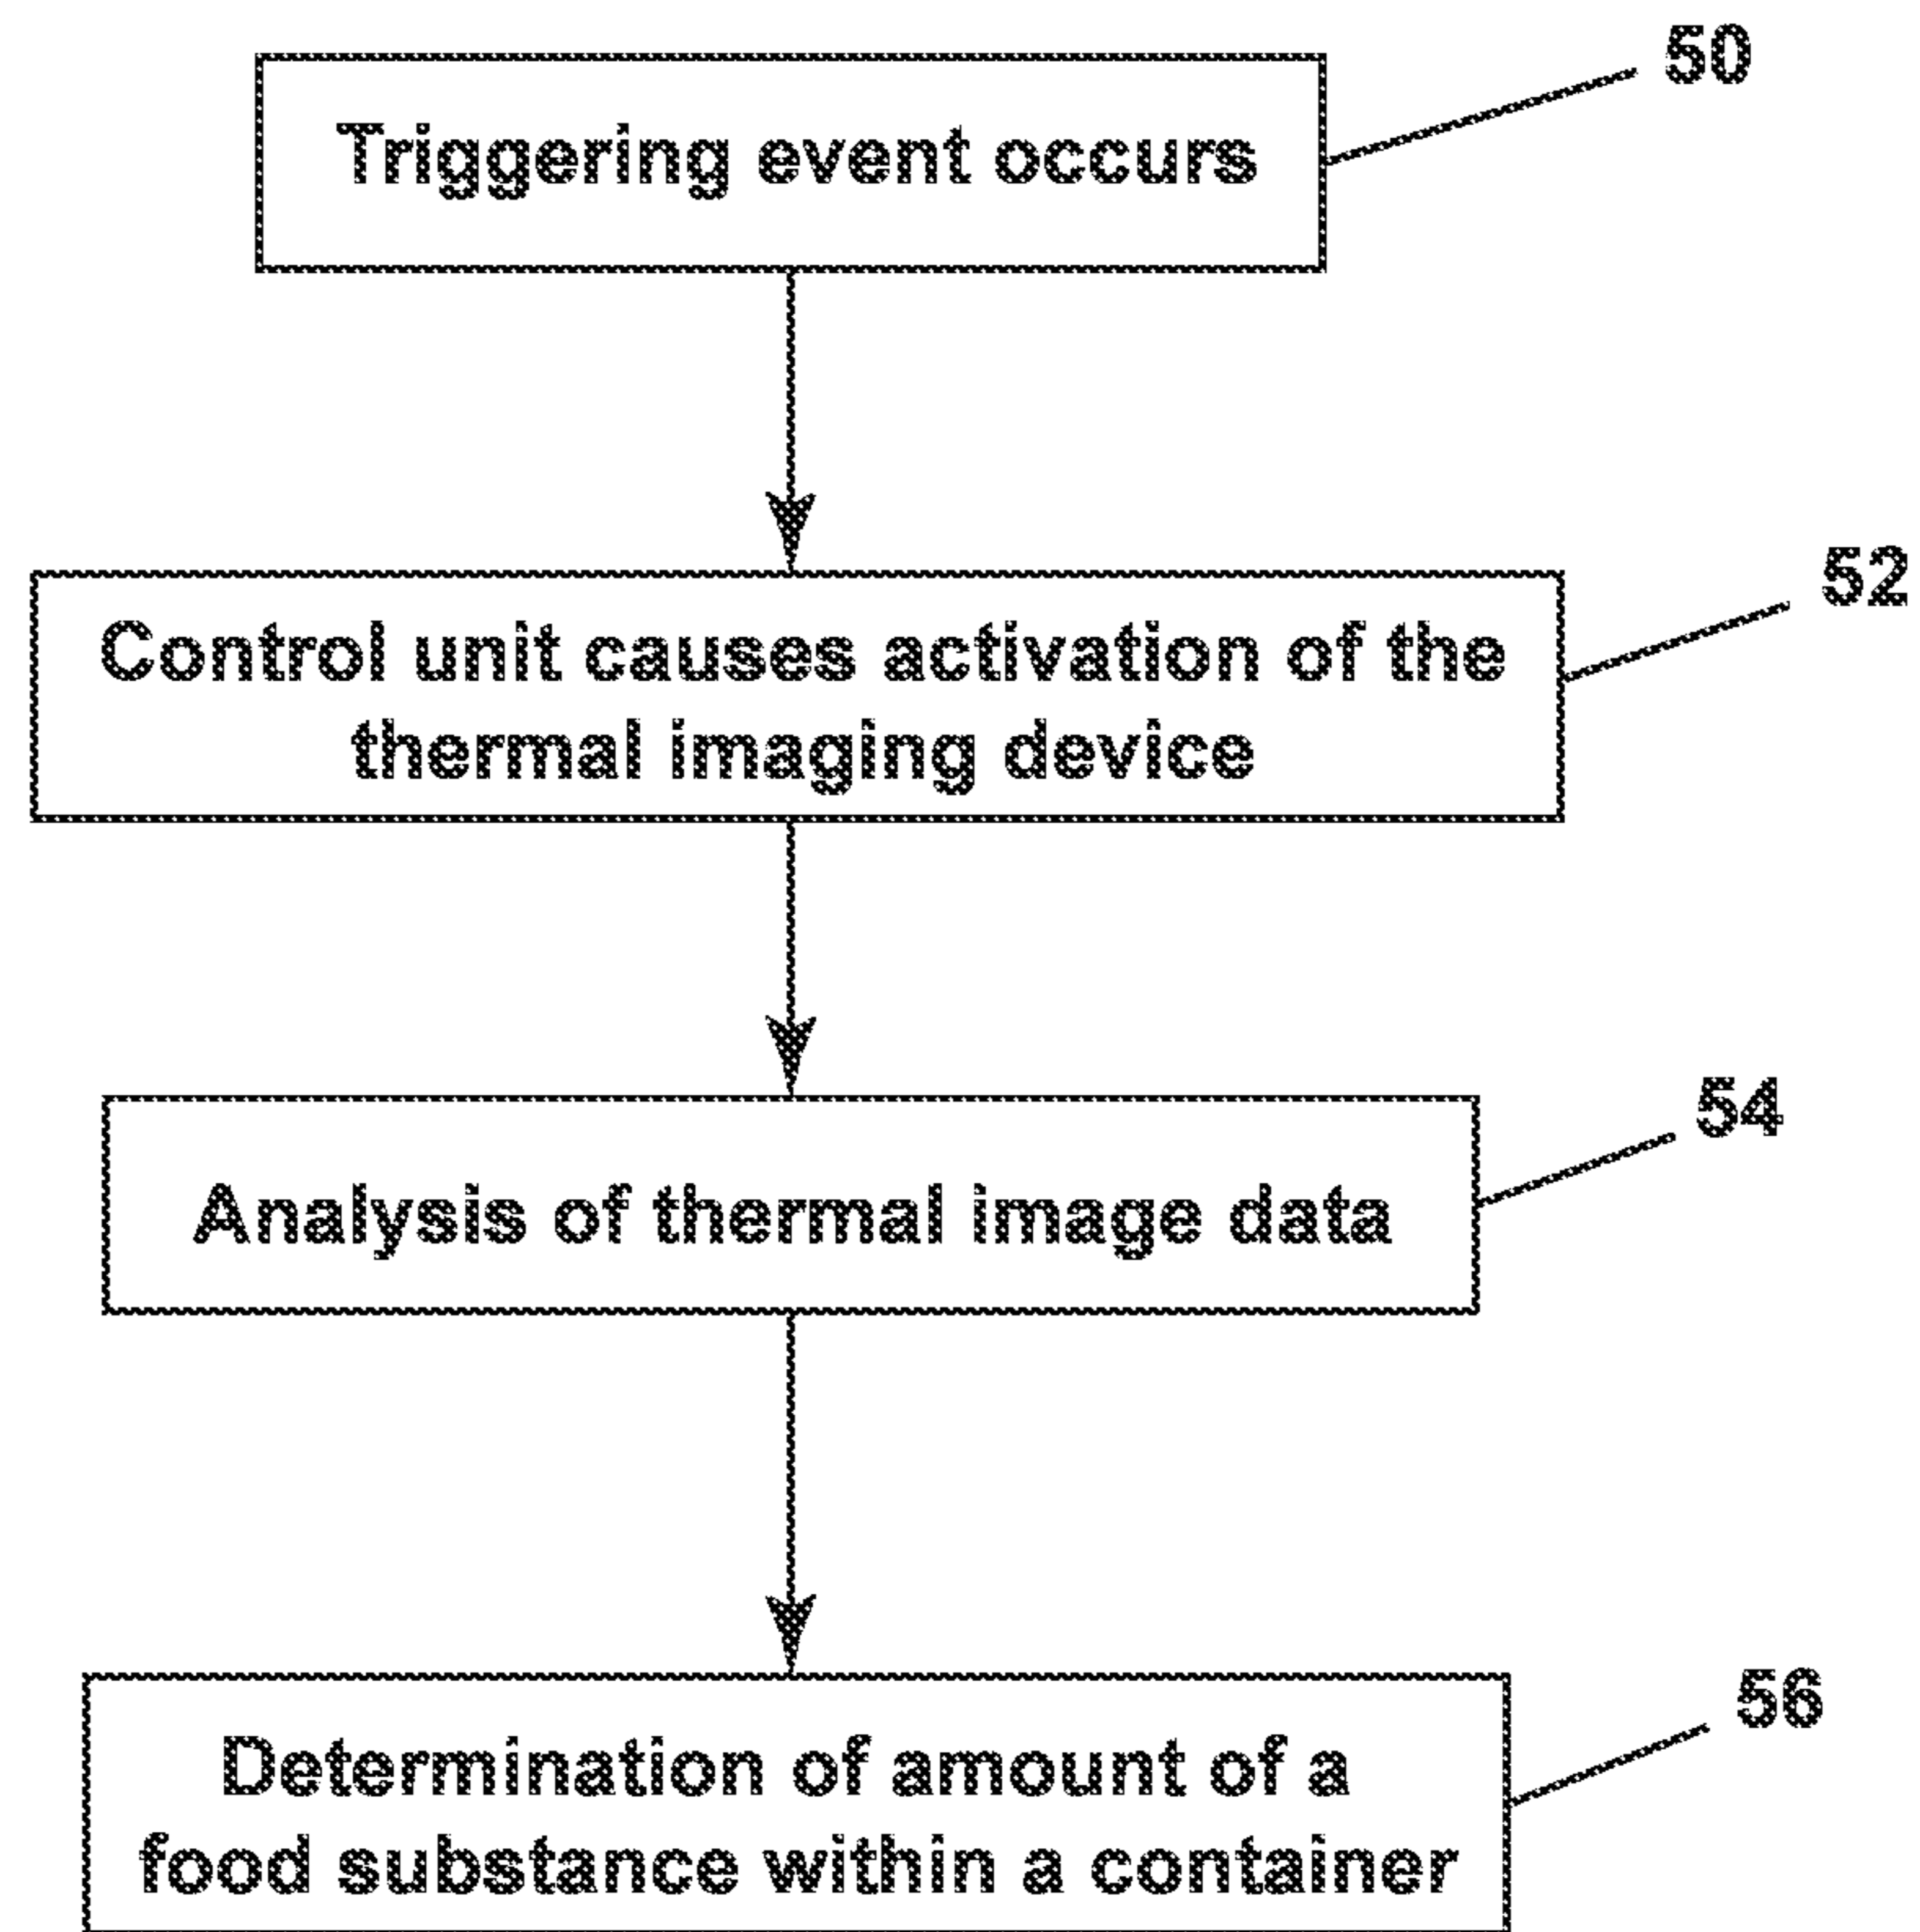 50
Triggering event occurs
52
Control unit causes activation of the
thermal imaging device
54
Analysis of thermal image data
56
Determination of amount of a
food substance within a container